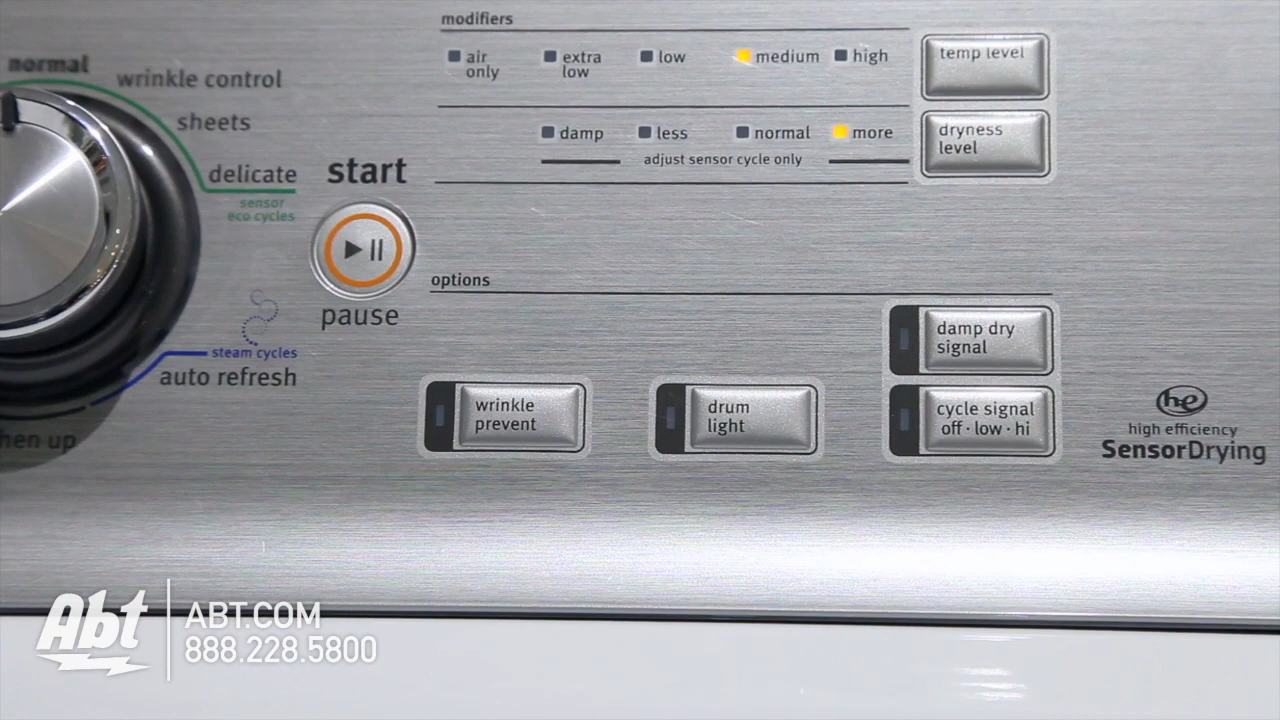 modifiers
air only
extra low
low
medium
high
temp level
damp
less
normal
more
adjust sensor cycle only
dryness level
normal
wrinkle control
sheets
delicate
sensor
eco cycles
start
pause
steam cycles
auto refresh
hen up
options
damp dry
signal
wrinkle
prevent
drum
light
cycle signal
off · low · hi
he
high efficiency
SensorDrying
Abt
ABT.COM
888.228.5800